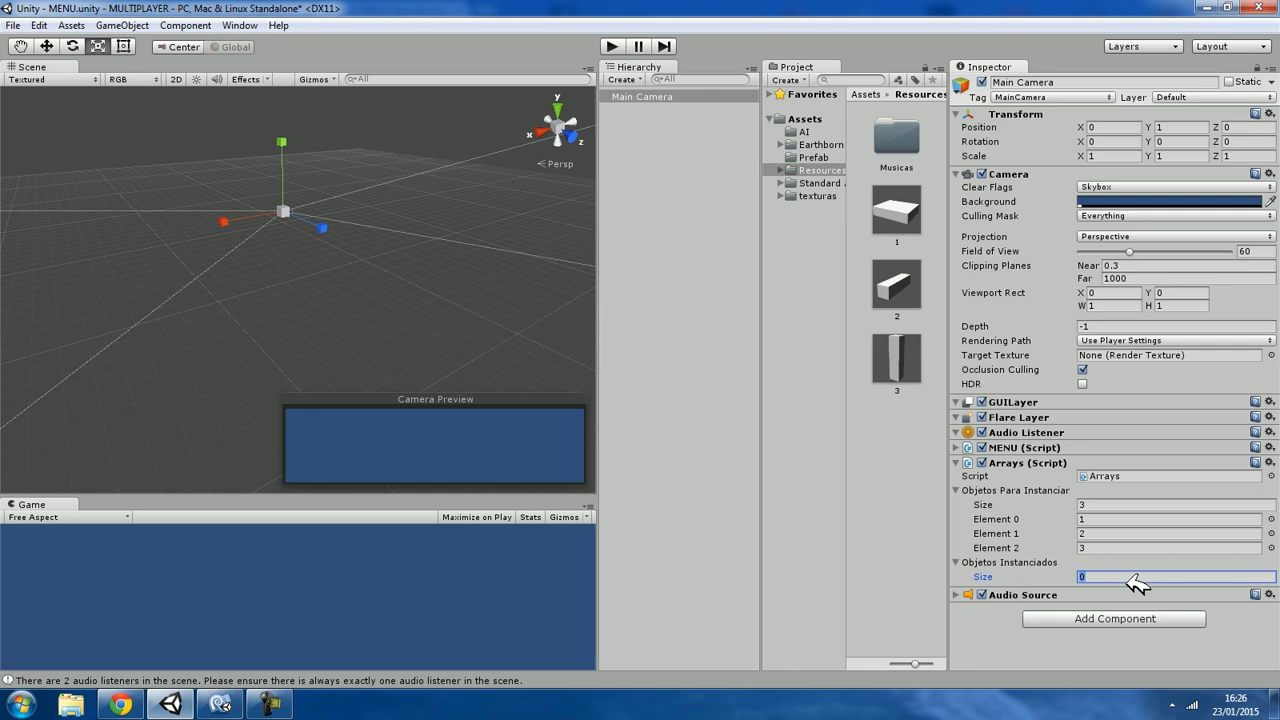 Unity - MENU.unity - MULTIPLAYER - PC, Mac & Linux Standalone* <DX11>
File Edit Assets GameObject Component Window Help
Center Global
Layers
Layout
Scene
Textured RGB 2D Effects Gizmos All
y
x
z
Persp
Camera Preview
Game
Free Aspect Maximize on Play Stats Gizmos
Hierarchy
Create All
Main Camera
Project
Create
Favorites
Assets
AI
Earthborn
Prefab
Resources
Standard
texturas
Assets Resources
Musicas
1
2
3
Inspector
Main Camera Static
Tag MainCamera Layer Default
Transform
Position X 0 Y 1 Z 0
Rotation X 0 Y 0 Z 0
Scale X 1 Y 1 Z 1
Camera
Clear Flags Skybox
Background
Culling Mask Everything
Projection Perspective
Field of View 60
Clipping Planes Near 0.3
Far 1000
Viewport Rect X 0 Y 0
W 1 H 1
Depth -1
Rendering Path Use Player Settings
Target Texture None (Render Texture)
Occlusion Culling
HDR
GUILayer
Flare Layer
Audio Listener
MENU (Script)
Arrays (Script)
Script Arrays
Objetos Para Instanciar
Size 3
Element 0 1
Element 1 2
Element 2 3
Objetos Instanciados
Size 0
Audio Source
Add Component
There are 2 audio listeners in the scene. Please ensure there is always exactly one audio listener in the scene.
16:26
23/01/2015